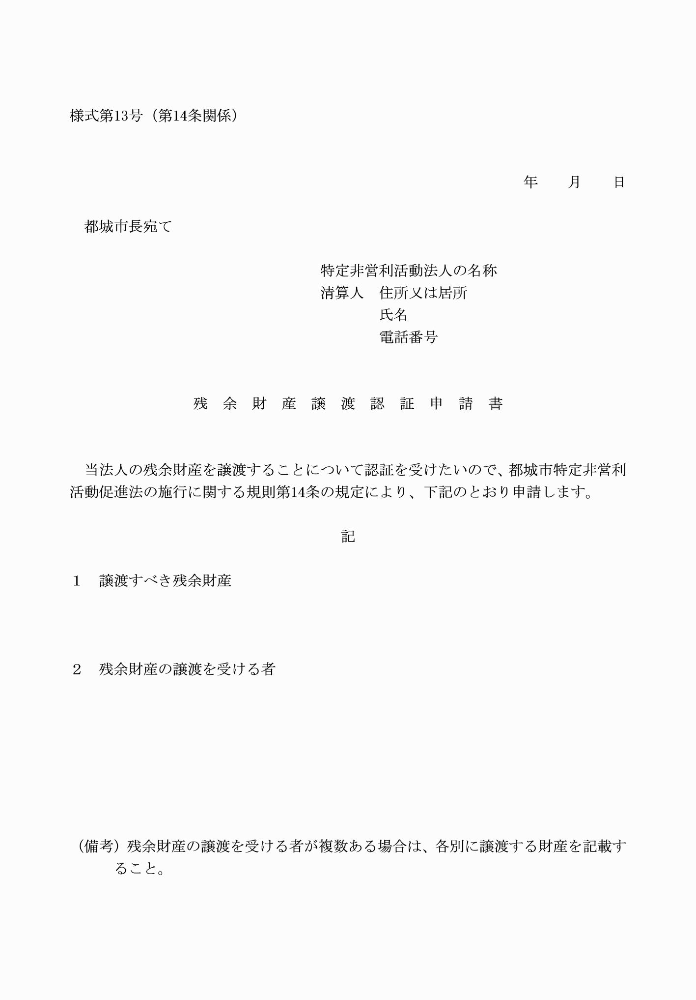 様式第13号（第14条関係）
年　　月　　日
都城市長宛て
特定非営利活動法人の名称
清算人　住所又は居所
氏名
電話番号
残　余　財　産　譲　渡　認　証　申　請　書
当法人の残余財産を譲渡することについて認証を受けたいので、都城市特定非営利
活動促進法の施行に関する規則第14条の規定により、下記のとおり申請します。
記
１　譲渡すべき残余財産
２　残余財産の譲渡を受ける者
（備考）残余財産の譲渡を受ける者が複数ある場合は、各別に譲渡する財産を記載す
ること。